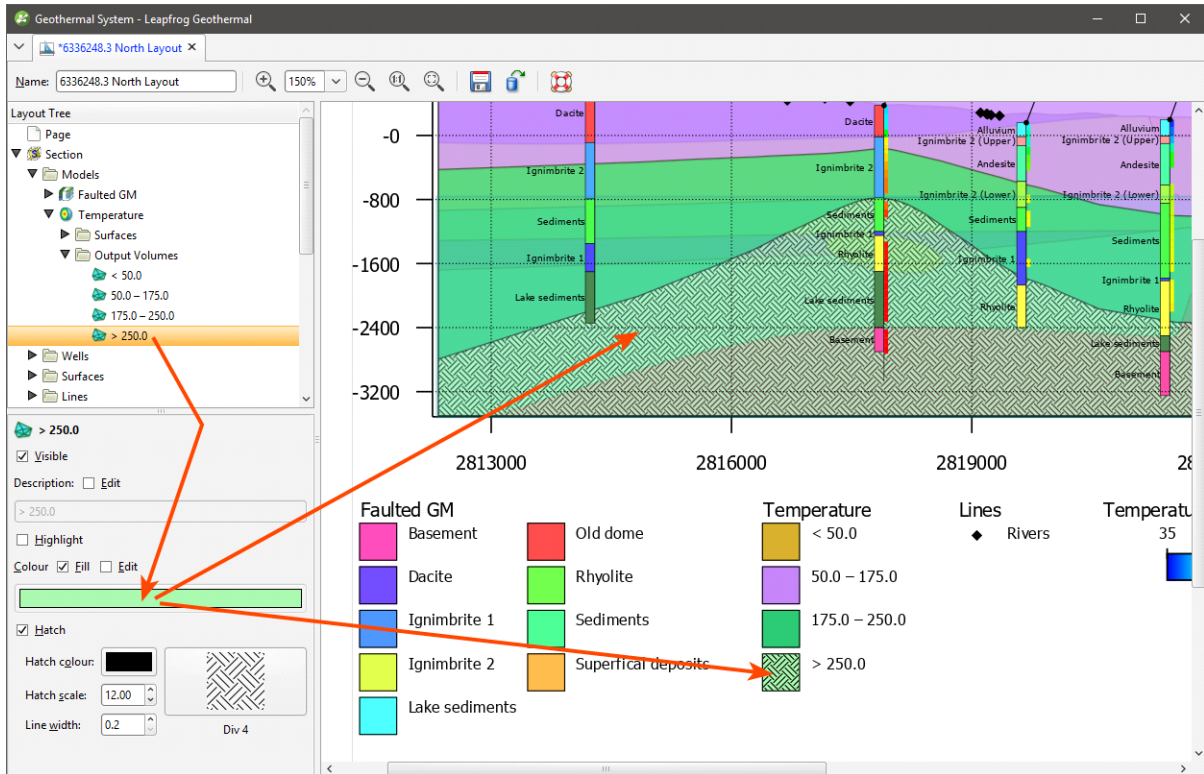 Geothermal System - Leapfrog Geothermal
*6336248.3 North Layout
Name: 6336248.3 North Layout
150%
Layout Tree
Page
Section
Models
Faulted GM
Temperature
Surfaces
Output Volumes
< 50.0
50.0 – 175.0
175.0 – 250.0
> 250.0
Wells
Surfaces
Lines
> 250.0
Visible
Description: Edit
> 250.0
Highlight
Colour Fill Edit
Hatch
Hatch colour:
Hatch scale: 12.00
Line width: 0.2
Div 4
-0
-800
-1600
-2400
-3200
Dacite
Ignimbrite 2
Sediments
Ignimbrite 1
Lake sediments
Dacite
Ignimbrite 2
Sediments
Ignimbrite 1
Rhyolite
Lake sediments
Basement
Alluvium
Ignimbrite 2 (Upper)
Andesite
Ignimbrite 2 (Lower)
Sediments
Ignimbrite 1
Rhyolite
Alluvium
Ignimbrite 2 (Upper)
Andesite
Ignimbrite 2 (Lower)
Sediments
Ignimbrite 1
Rhyolite
Lake sediments
Basement
2813000 2816000 2819000 28
Faulted GM
Basement
Dacite
Ignimbrite 1
Ignimbrite 2
Lake sediments
Old dome
Rhyolite
Sediments
Superfical deposits
Temperature
< 50.0
50.0 – 175.0
175.0 – 250.0
> 250.0
Lines
Rivers
Temperatu
35